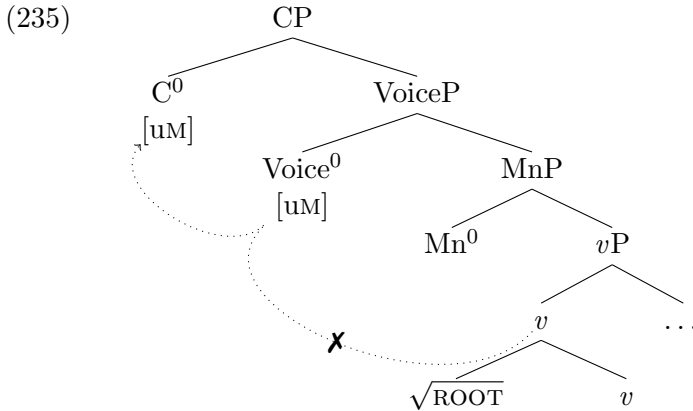 (235) CP
C⁰ VoiceP
[uM] Voice⁰ MnP
[uM] Mn⁰ vP
v ...
✗
√ROOT v